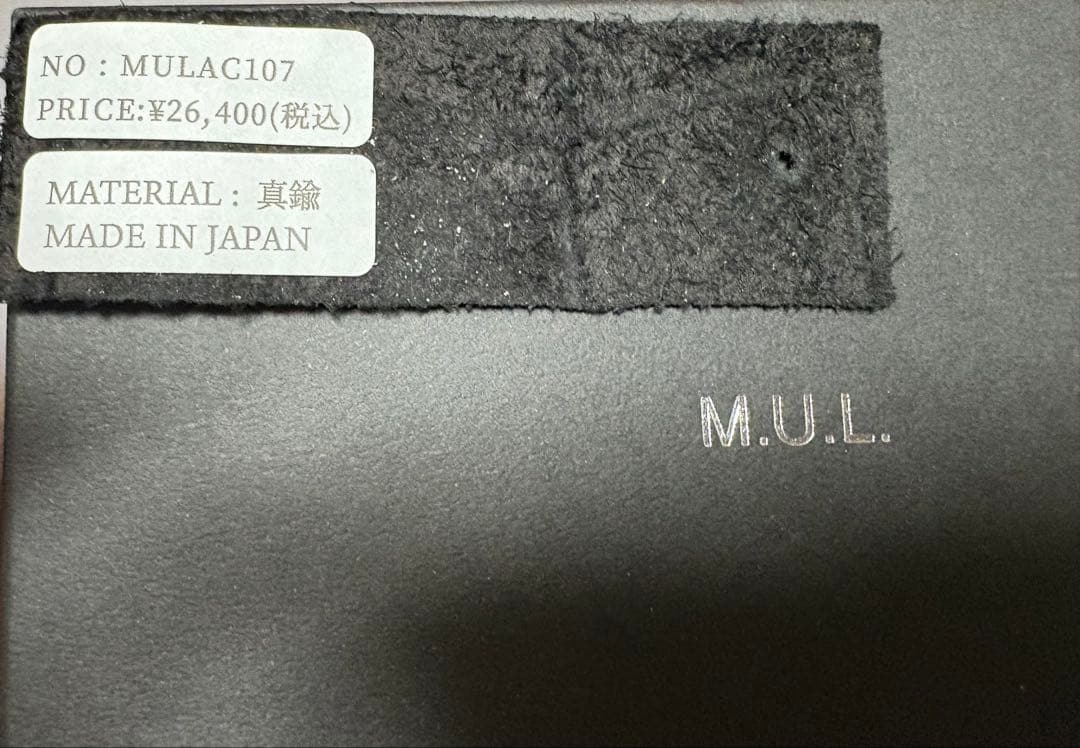 NO : MULAC107
PRICE:¥26,400(税込)
MATERIAL : 真鍮
MADE IN JAPAN
M.U.L.